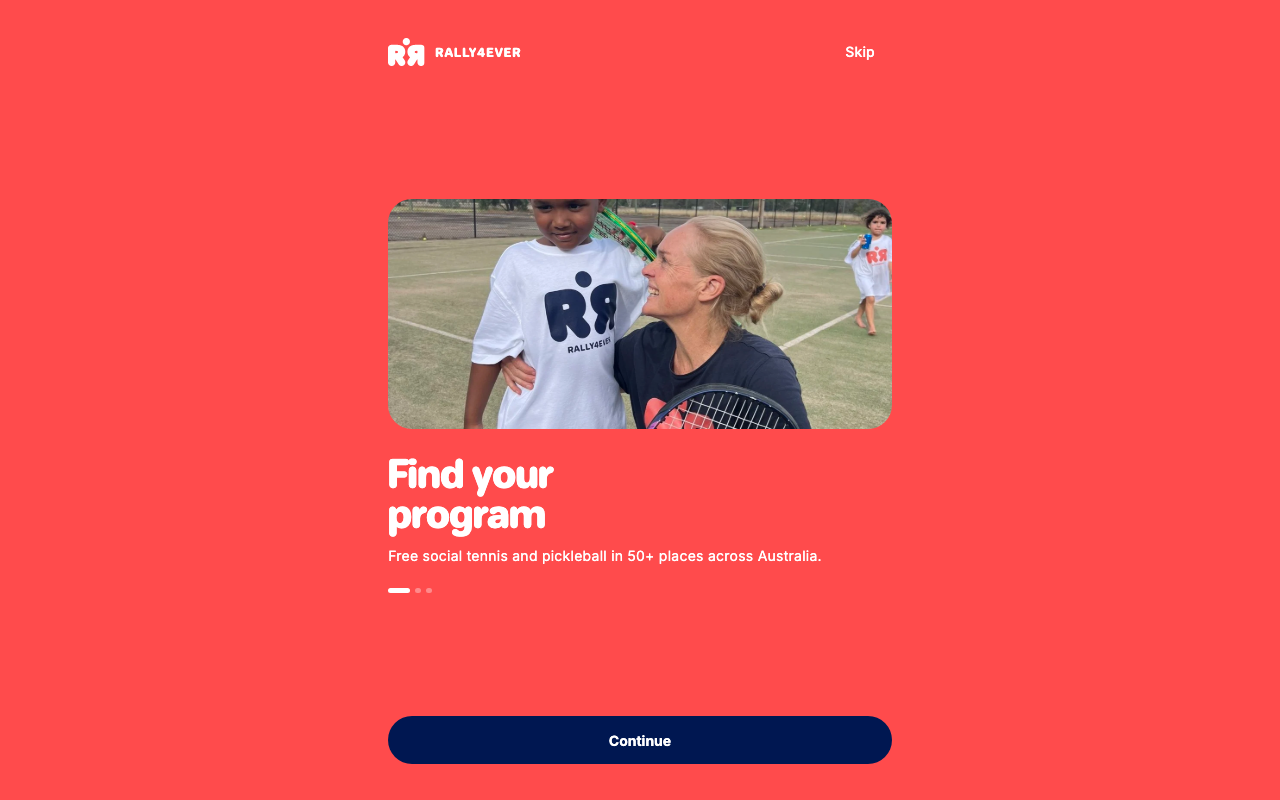 RALLY4EVER
Skip
RALLY4EVER
Find your
program
Free social tennis and pickleball in 50+ places across Australia.
Continue